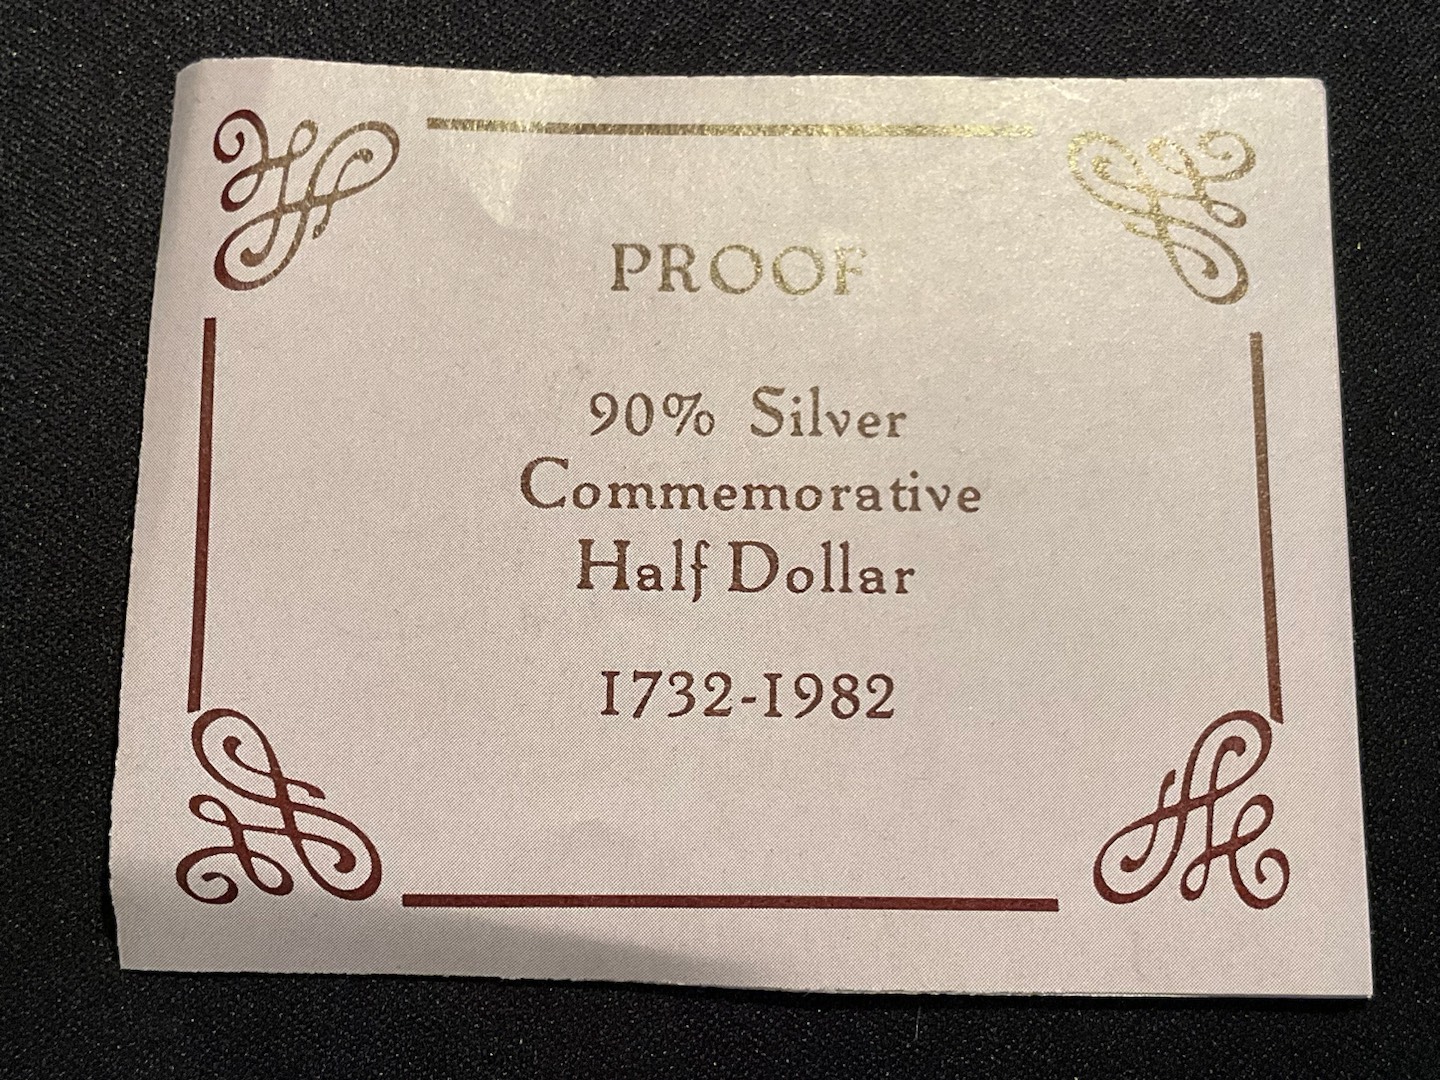 PROOF
90% Silver
Commemorative
Half Dollar
1732-1982